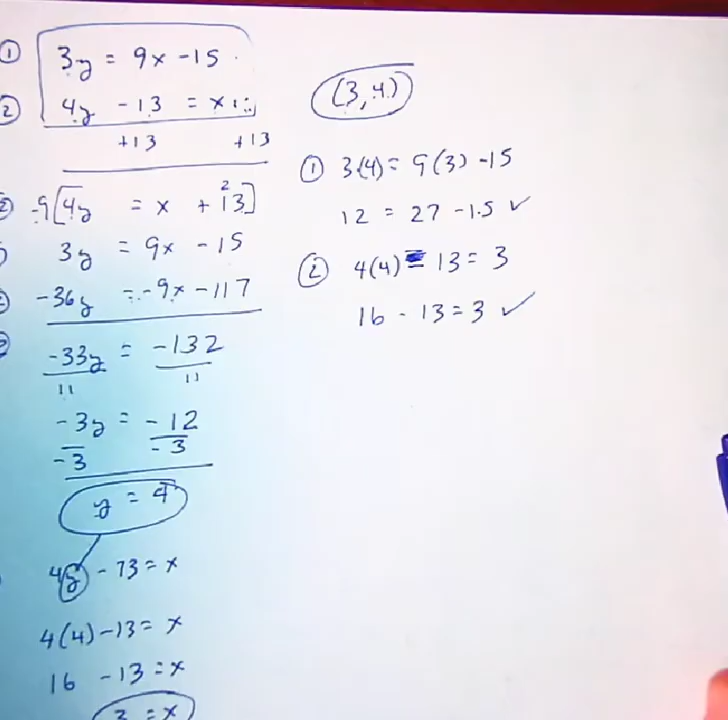 ① 3y = 9x - 15
② 4y - 13 = x
+13 +13
-9[4y = x + 13]
3y = 9x - 15
-36y = -9x - 117
-33y = -132
11 11
-3y = -12
-3 -3
y = 4
4y - 13 = x
4(4) - 13 = x
16 - 13 = x
3 = x
(3,4)
① 3(4) = 9(3) - 15
12 = 27 - 15 ✓
② 4(4) - 13 = 3
16 - 13 = 3 ✓